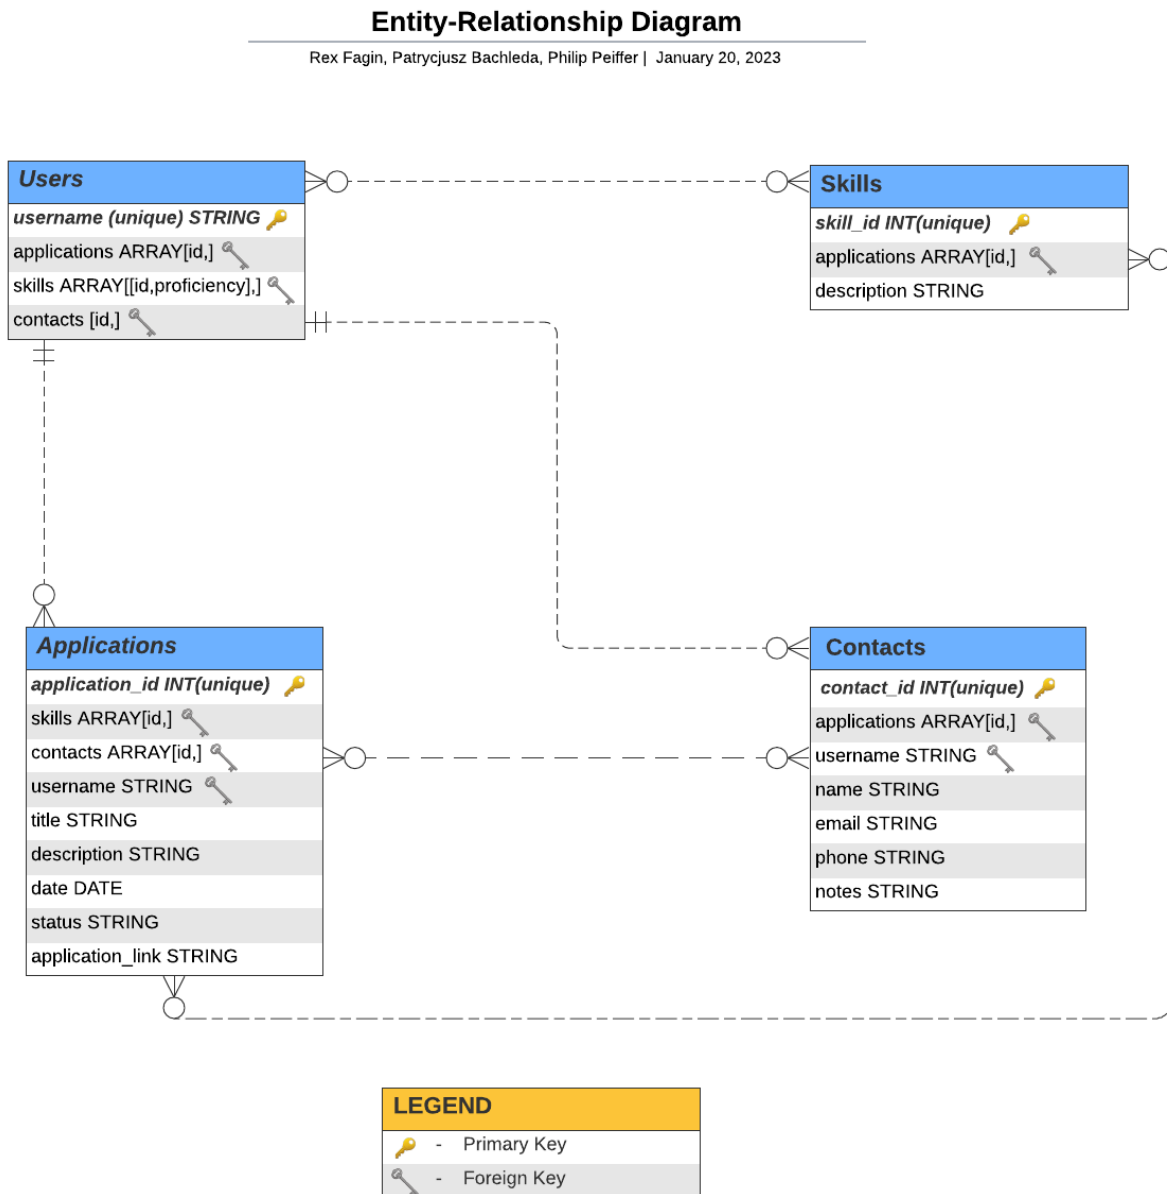 Entity-Relationship Diagram
Rex Fagin, Patrycjusz Bachleda, Philip Peiffer | January 20, 2023
Users
username (unique) STRING
applications ARRAY[id,]
skills ARRAY[[id,proficiency],]
contacts [id,]
Skills
skill_id INT(unique)
applications ARRAY[id,]
description STRING
Applications
application_id INT(unique)
skills ARRAY[id,]
contacts ARRAY[id,]
username STRING
title STRING
description STRING
date DATE
status STRING
application_link STRING
Contacts
contact_id INT(unique)
applications ARRAY[id,]
username STRING
name STRING
email STRING
phone STRING
notes STRING
LEGEND
- Primary Key
- Foreign Key